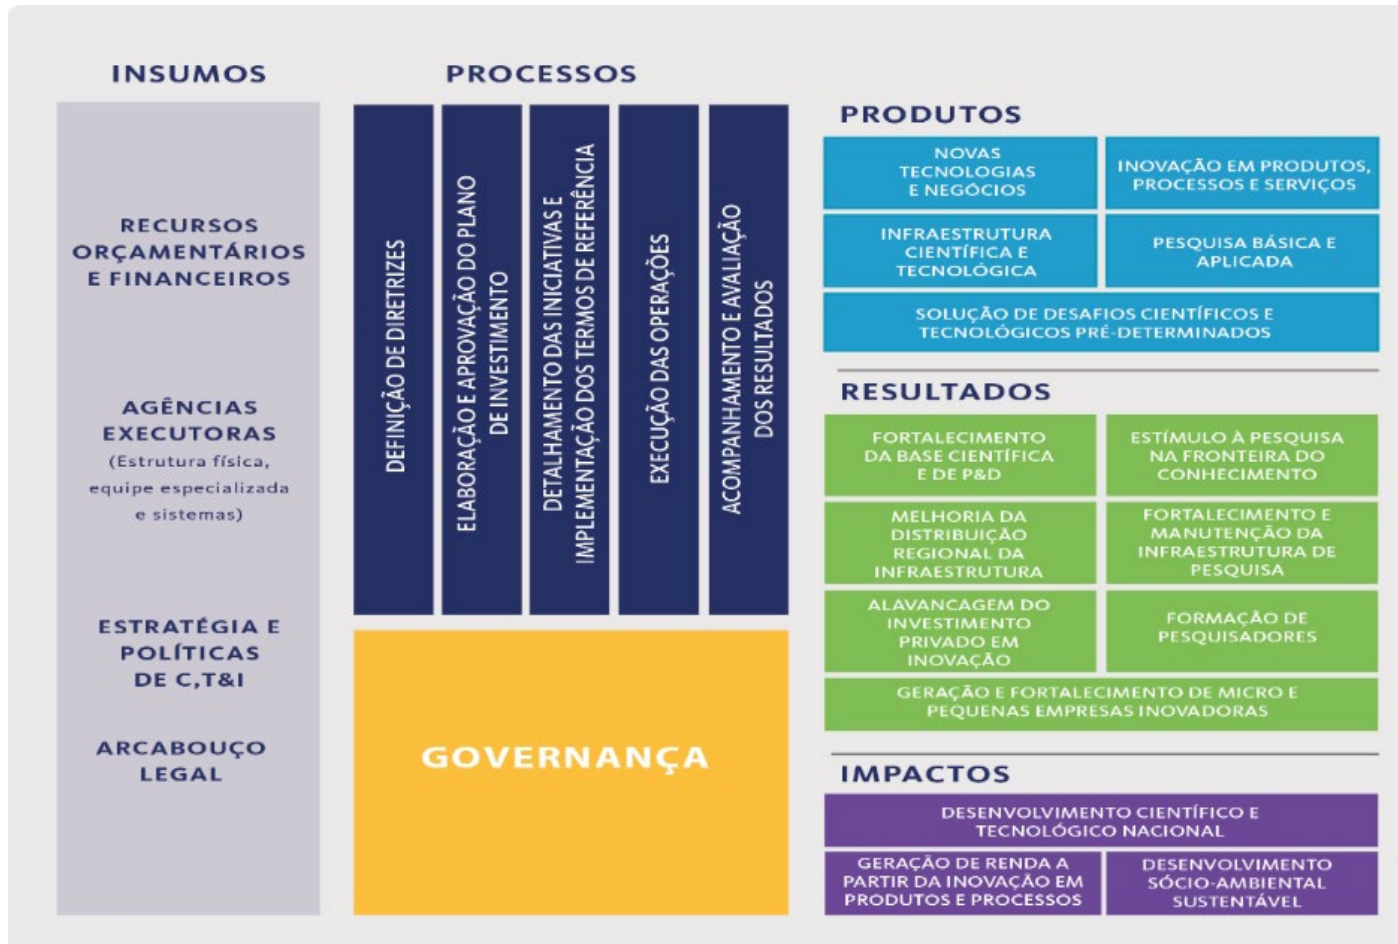 INSUMOS
RECURSOS
ORÇAMENTÁRIOS
E FINANCEIROS
AGÊNCIAS
EXECUTORAS
(Estrutura física,
equipe especializada
e sistemas)
ESTRATÉGIA E
POLÍTICAS
DE C,T&I
ARCABOUÇO
LEGAL
PROCESSOS
DEFINIÇÃO DE DIRETRIZES
ELABORAÇÃO E APROVAÇÃO DO PLANO
DE INVESTIMENTO
DETALHAMENTO DAS INICIATIVAS E
IMPLEMENTAÇÃO DOS TERMOS DE REFERÊNCIA
EXECUÇÃO DAS OPERAÇÕES
ACOMPANHAMENTO E AVALIAÇÃO
DOS RESULTADOS
GOVERNANÇA
PRODUTOS
NOVAS
TECNOLOGIAS
E NEGÓCIOS
INOVAÇÃO EM PRODUTOS,
PROCESSOS E SERVIÇOS
INFRAESTRUTURA
CIENTÍFICA E
TECNOLÓGICA
PESQUISA BÁSICA E
APLICADA
SOLUÇÃO DE DESAFIOS CIENTÍFICOS E
TECNOLÓGICOS PRÉ-DETERMINADOS
RESULTADOS
FORTALECIMENTO
DA BASE CIENTÍFICA
E DE P&D
ESTÍMULO À PESQUISA
NA FRONTEIRA DO
CONHECIMENTO
MELHORIA DA
DISTRIBUIÇÃO
REGIONAL DA
INFRAESTRUTURA
FORTALECIMENTO E
MANUTENÇÃO DA
INFRAESTRUTURA DE
PESQUISA
ALAVANCAGEM DO
INVESTIMENTO
PRIVADO EM
INOVAÇÃO
FORMAÇÃO DE
PESQUISADORES
GERAÇÃO E FORTALECIMENTO DE MICRO E
PEQUENAS EMPRESAS INOVADORAS
IMPACTOS
DESENVOLVIMENTO CIENTÍFICO E
TECNOLÓGICO NACIONAL
GERAÇÃO DE RENDA A
PARTIR DA INOVAÇÃO EM
PRODUTOS E PROCESSOS
DESENVOLVIMENTO
SÓCIO-AMBIENTAL
SUSTENTÁVEL